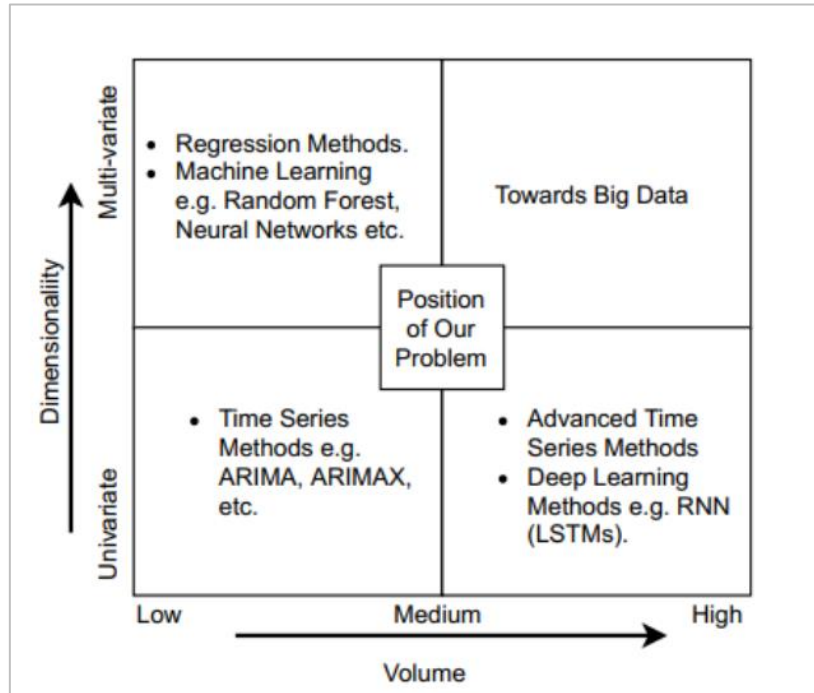 Multi-variate
• Regression Methods.
• Machine Learning
e.g. Random Forest,
Neural Networks etc.
Towards Big Data
Dimensionaliity
Position
of Our
Problem
Univariate
• Time Series
Methods e.g.
ARIMA, ARIMAX,
etc.
• Advanced Time
Series Methods
• Deep Learning
Methods e.g. RNN
(LSTMs).
Low
Medium
High
Volume